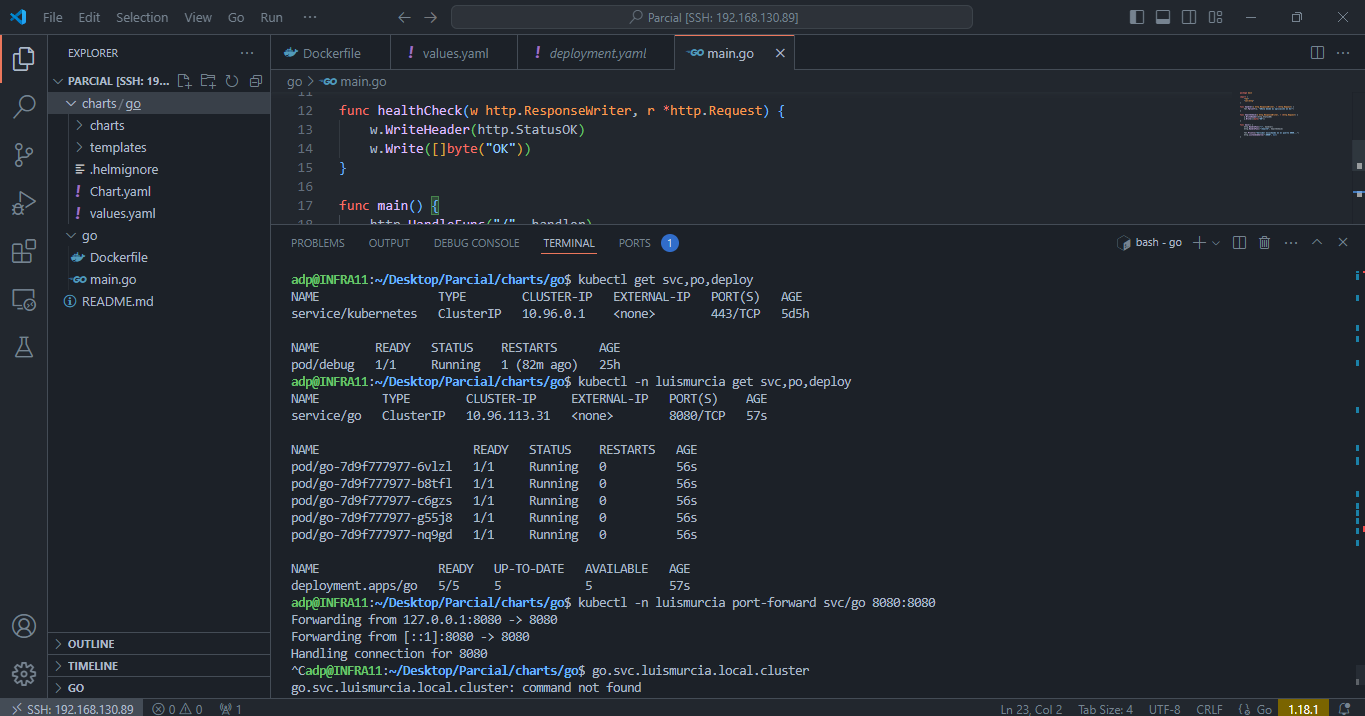 File Edit Selection View Go Run ··· Parcial [SSH: 192.168.130.89]
EXPLORER ···
PARCIAL [SSH: 19...
charts / go
charts
templates
.helmignore
! Chart.yaml
! values.yaml
go
Dockerfile
main.go
README.md
OUTLINE
TIMELINE
GO
Dockerfile ! values.yaml ! deployment.yaml main.go
go > main.go
12 func healthCheck(w http.ResponseWriter, r *http.Request) {
13 w.WriteHeader(http.StatusOK)
14 w.Write([]byte("OK"))
15 }
16
17 func main() {
18 http.HandleFunc("/", handler)
PROBLEMS OUTPUT DEBUG CONSOLE TERMINAL PORTS 1 bash - go
adp@INFRA11:~/Desktop/Parcial/charts/go$ kubectl get svc,po,deploy
NAME TYPE CLUSTER-IP EXTERNAL-IP PORT(S) AGE
service/kubernetes ClusterIP 10.96.0.1 <none> 443/TCP 5d5h
NAME READY STATUS RESTARTS AGE
pod/debug 1/1 Running 1 (82m ago) 25h
adp@INFRA11:~/Desktop/Parcial/charts/go$ kubectl -n luismurcia get svc,po,deploy
NAME TYPE CLUSTER-IP EXTERNAL-IP PORT(S) AGE
service/go ClusterIP 10.96.113.31 <none> 8080/TCP 57s
NAME READY STATUS RESTARTS AGE
pod/go-7d9f777977-6vlzl 1/1 Running 0 56s
pod/go-7d9f777977-b8tfl 1/1 Running 0 56s
pod/go-7d9f777977-c6gzs 1/1 Running 0 56s
pod/go-7d9f777977-g55j8 1/1 Running 0 56s
pod/go-7d9f777977-nq9gd 1/1 Running 0 56s
NAME READY UP-TO-DATE AVAILABLE AGE
deployment.apps/go 5/5 5 5 57s
adp@INFRA11:~/Desktop/Parcial/charts/go$ kubectl -n luismurcia port-forward svc/go 8080:8080
Forwarding from 127.0.0.1:8080 -> 8080
Forwarding from [::1]:8080 -> 8080
Handling connection for 8080
^Cadp@INFRA11:~/Desktop/Parcial/charts/go$ go.svc.luismurcia.local.cluster
go.svc.luismurcia.local.cluster: command not found
SSH: 192.168.130.89 0 0 1 Ln 23, Col 2 Tab Size: 4 UTF-8 CRLF {} Go 1.18.1